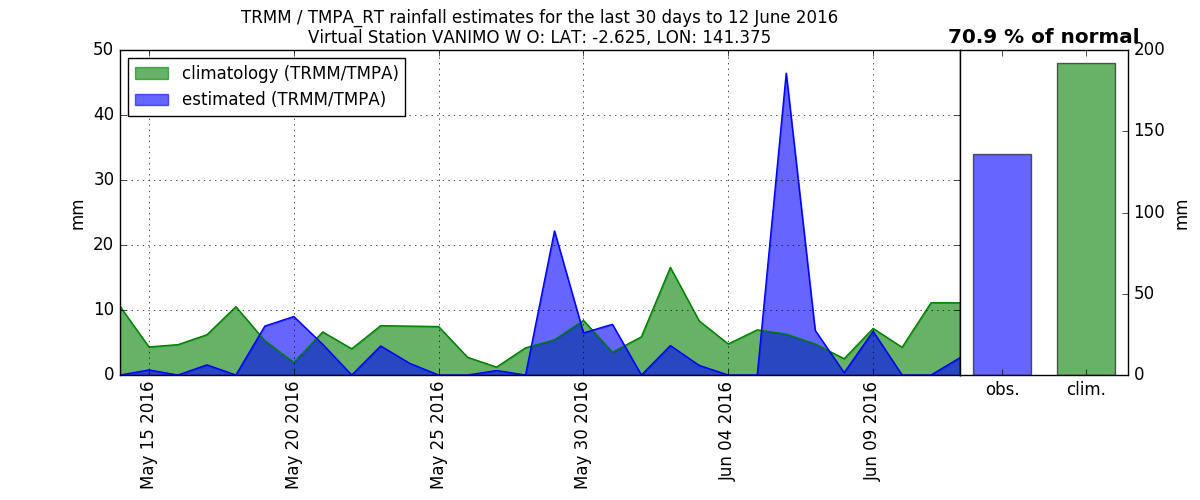 TRMM / TMPA_RT rainfall estimates for the last 30 days to 12 June 2016
Virtual Station VANIMO W O: LAT: -2.625, LON: 141.375
70.9 % of normal
climatology (TRMM/TMPA)
estimated (TRMM/TMPA)
50
40
30
20
10
0
mm
May 15 2016
May 20 2016
May 25 2016
May 30 2016
Jun 04 2016
Jun 09 2016
obs.
clim.
200
150
100
50
0
mm